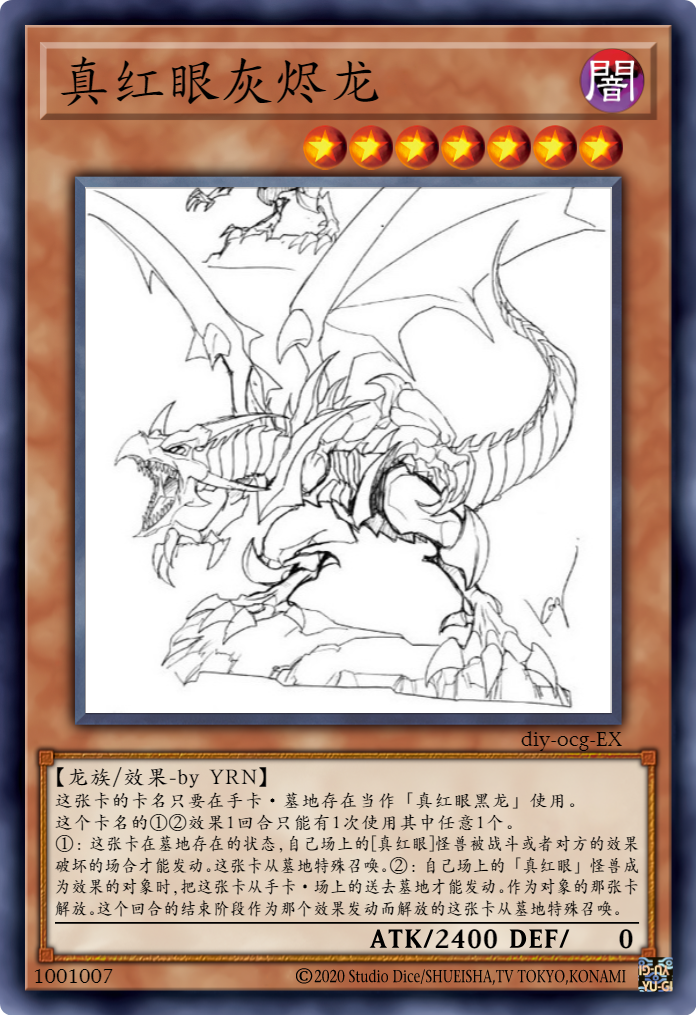 真红眼灰烬龙
闇
diy-ocg-EX
【龙族/效果-by YRN】
这张卡的卡名只要在手卡·墓地存在当作「真红眼黑龙」使用。
这个卡名的①②效果1回合只能有1次使用其中任意1个。
①：这张卡在墓地存在的状态,自己场上的[真红眼]怪兽被战斗或者对方的效果
破坏的场合才能发动。这张卡从墓地特殊召唤。②：自己场上的「真红眼」怪兽成
为效果的对象时,把这张卡从手卡·场上的送去墓地才能发动。作为对象的那张卡
解放。这个回合的结束阶段作为那个效果发动而解放的这张卡从墓地特殊召唤。
ATK/2400 DEF/ 0
1001007 ©2020 Studio Dice/SHUEISHA,TV TOKYO,KONAMI